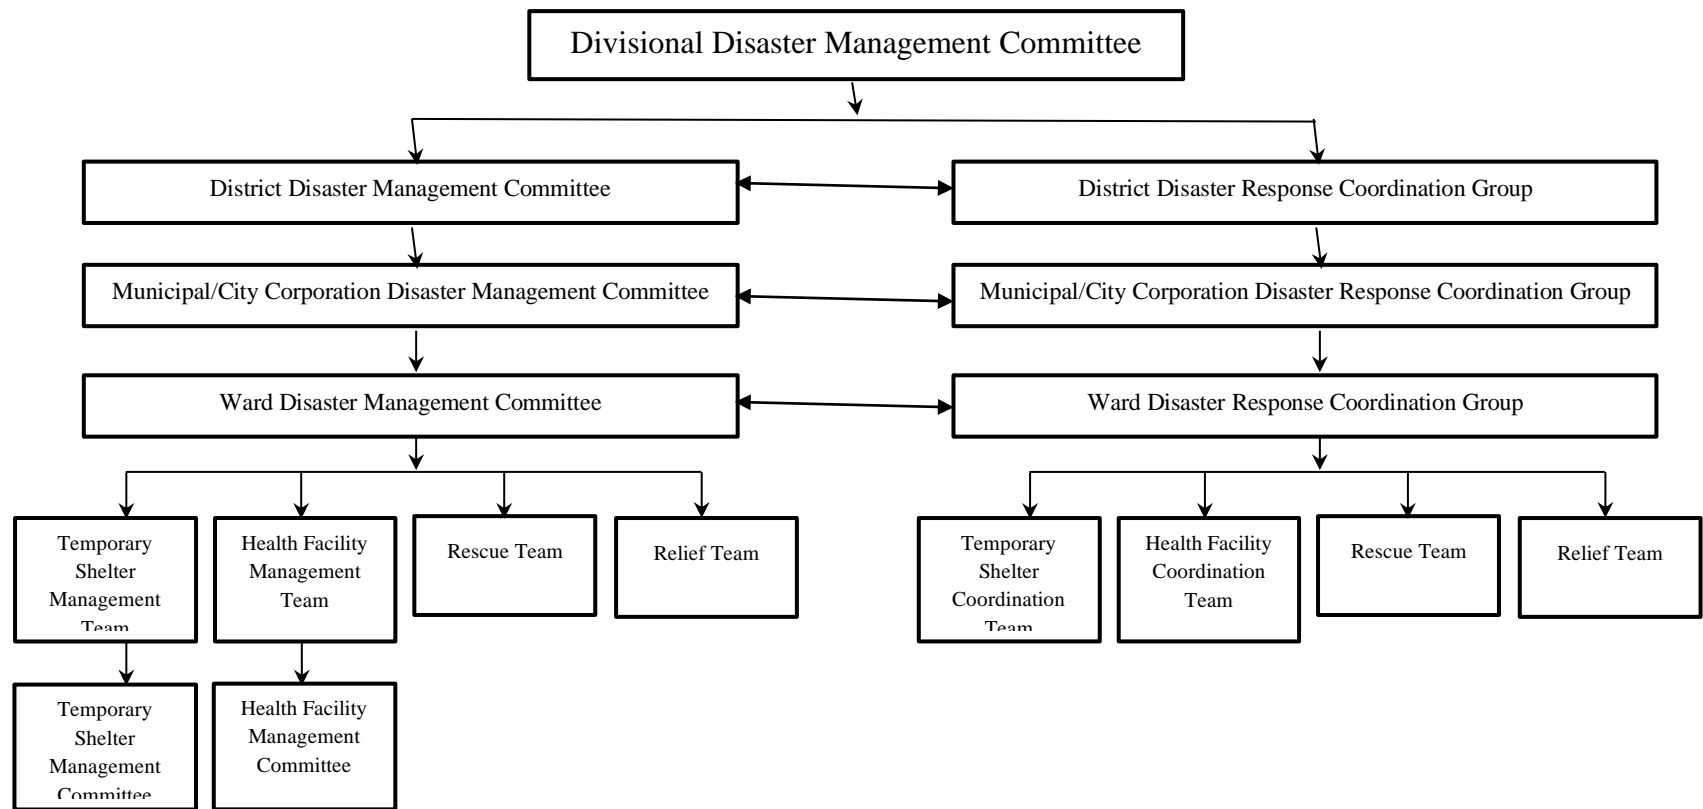 Divisional Disaster Management Committee
District Disaster Management Committee
District Disaster Response Coordination Group
Municipal/City Corporation Disaster Management Committee
Municipal/City Corporation Disaster Response Coordination Group
Ward Disaster Management Committee
Ward Disaster Response Coordination Group
Temporary
Shelter
Management
Team
Health Facility
Management
Team
Rescue Team
Relief Team
Temporary
Shelter
Coordination
Team
Health Facility
Coordination
Team
Rescue Team
Relief Team
Temporary
Shelter
Management
Committee
Health Facility
Management
Committee